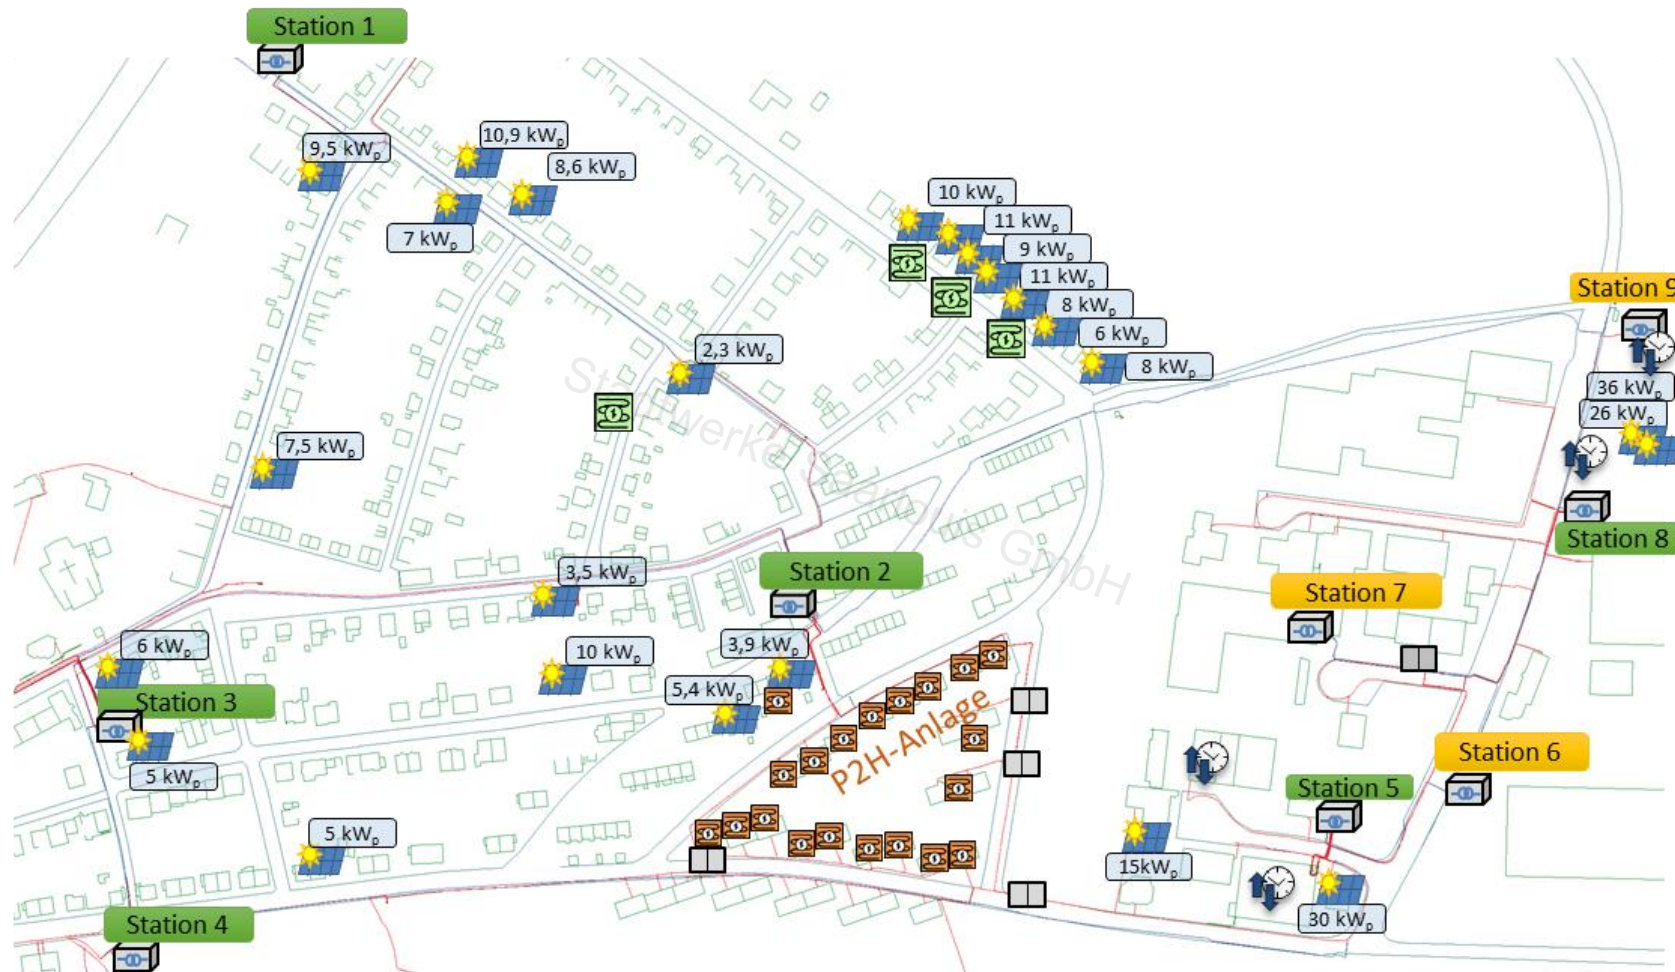 Station 1
10,9 kWp
9,5 kWp
8,6 kWp
7 kWp
10 kWp
11 kWp
9 kWp
11 kWp
8 kWp
6 kWp
8 kWp
Station 9
2,3 kWp
36 kWp
26 kWp
7,5 kWp
Stadtwerke Saarlouis GmbH
Station 8
3,5 kWp
Station 2
Station 7
6 kWp
10 kWp
3,9 kWp
5,4 kWp
Station 3
P2H-Anlage
5 kWp
Station 6
Station 5
5 kWp
15kWp
30 kWp
Station 4